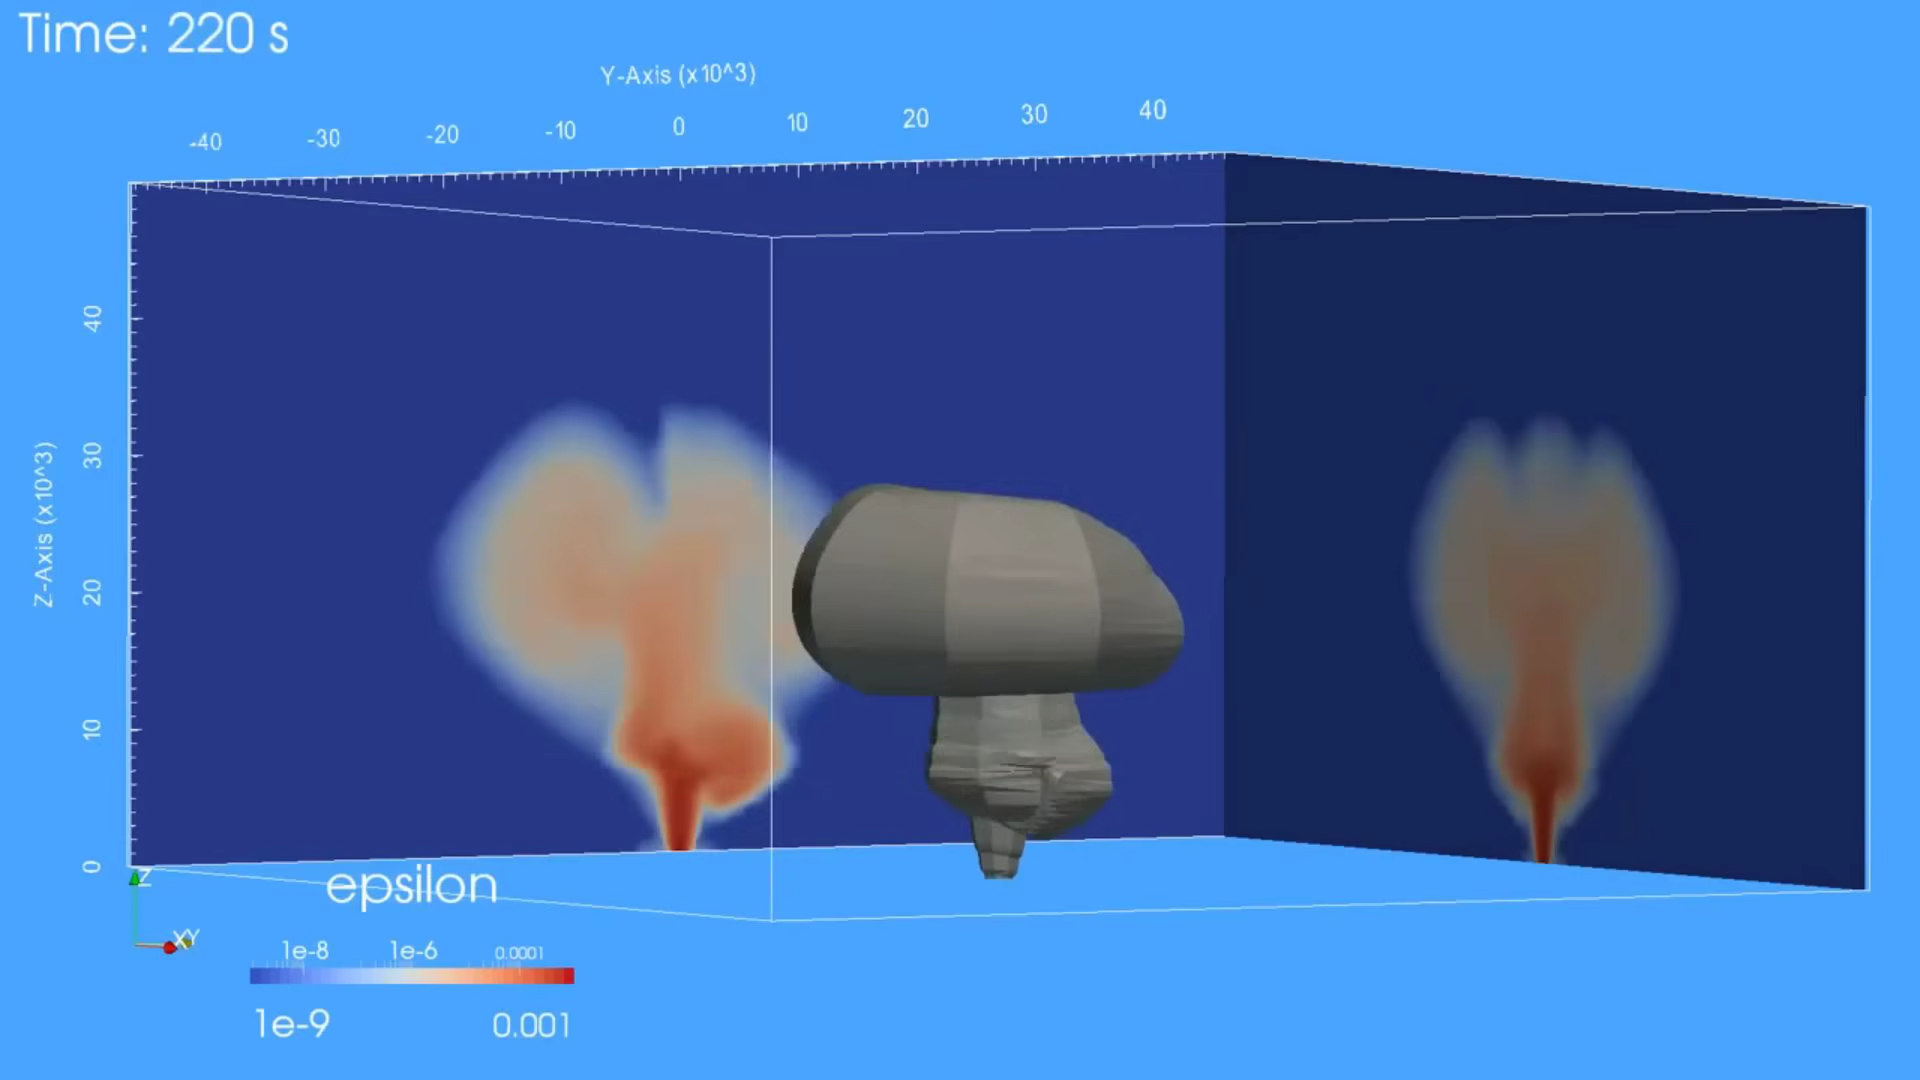 Time: 220 s
Y-Axis (x10^3)
-40 -30 -20 -10 0 10 20 30 40
Z-Axis (x10^3)
40
30
20
10
0
Z
XY
epsilon
1e-8 1e-6 0.0001
1e-9 0.001